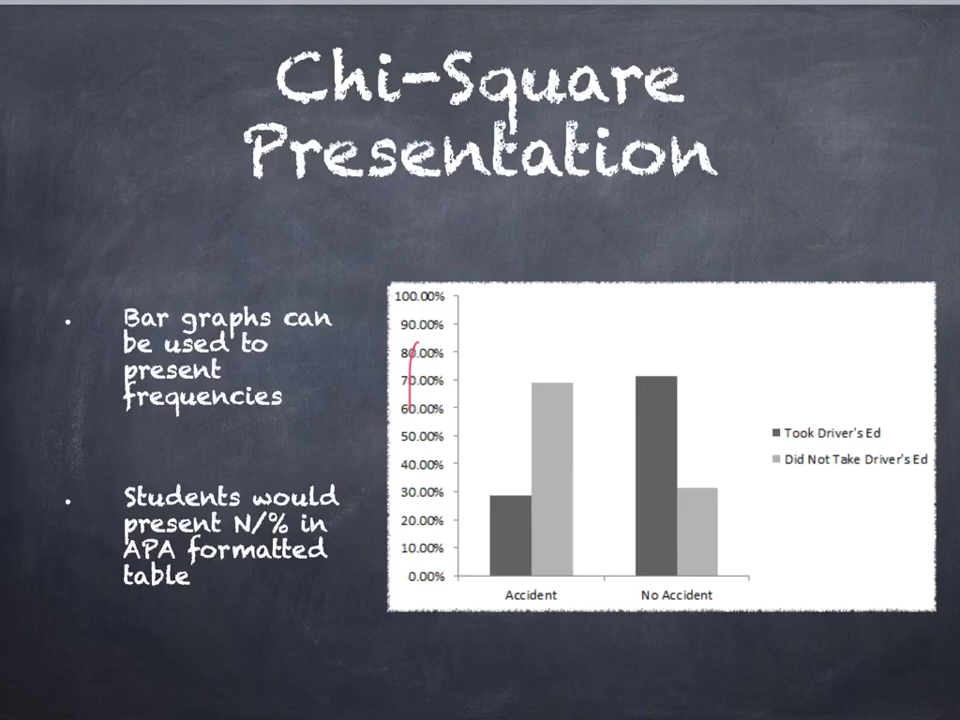 Chi-Square
Presentation
. Bar graphs can
be used to
present
frequencies
. Students would
present N/% in
APA formatted
table
100.00%
90.00%
80.00%
70.00%
60.00%
50.00%
40.00%
30.00%
20.00%
10.00%
0.00%
Accident
No Accident
Took Driver's Ed
Did Not Take Driver's Ed